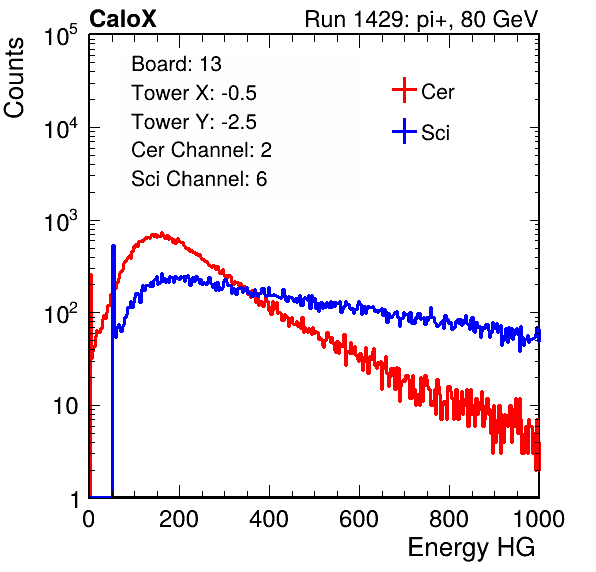 CaloX Run 1429: pi+, 80 GeV
Counts
10^5
10^4
10^3
10^2
10
1
Board: 13
Tower X: -0.5
Tower Y: -2.5
Cer Channel: 2
Sci Channel: 6
Cer
Sci
0 200 400 600 800 1000
Energy HG